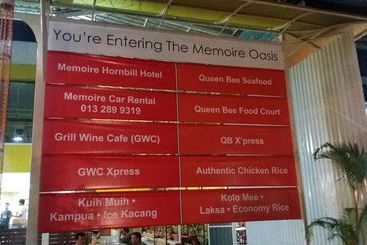 You're Entering The Memoire Oasis
Memoire Hornbill Hotel
Queen Bee Seafood
Memoire Car Rental
013 289 9319
Queen Bee Food Court
Grill Wine Cafe (GWC)
QB X'press
GWC Xpress
Authentic Chicken Rice
Kuih Muih •
Kampua • Ice Kacang
Kolo Mee •
Laksa • Economy Rice